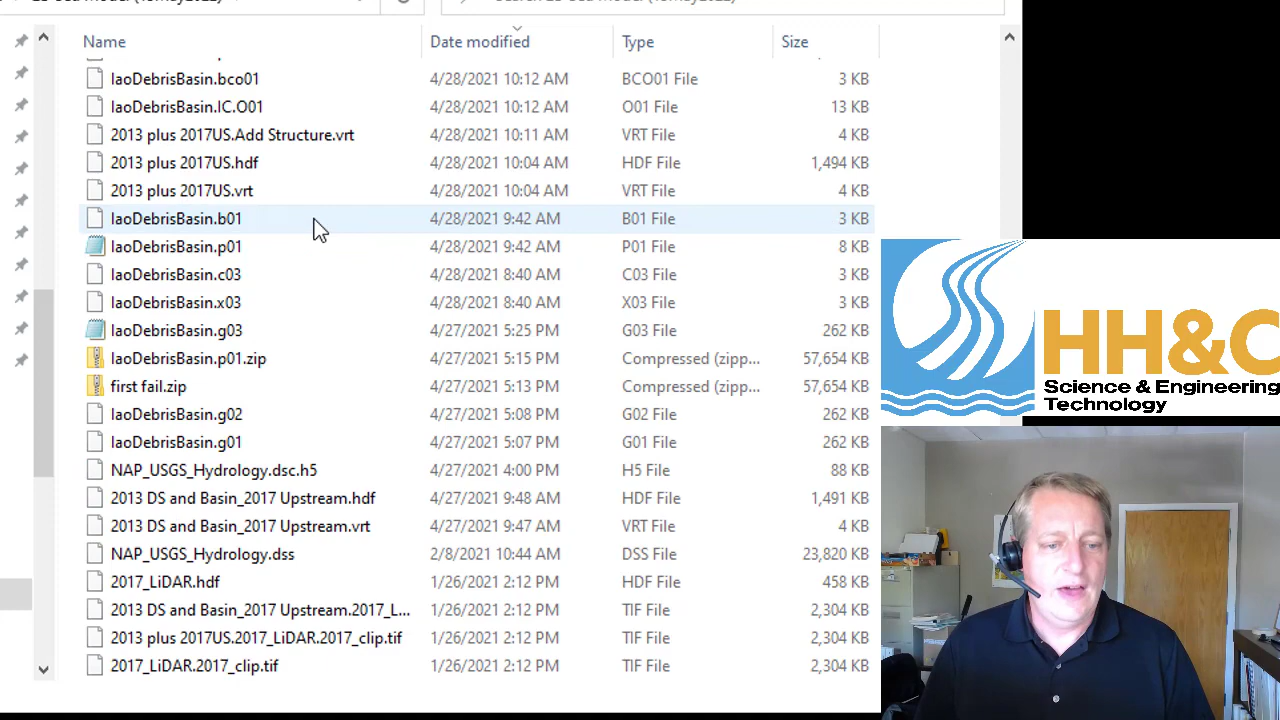 Name Date modified Type Size
IaoDebrisBasin.bco01 4/28/2021 10:12 AM BCO01 File 3 KB
IaoDebrisBasin.IC.O01 4/28/2021 10:12 AM O01 File 13 KB
2013 plus 2017US.Add Structure.vrt 4/28/2021 10:11 AM VRT File 4 KB
2013 plus 2017US.hdf 4/28/2021 10:04 AM HDF File 1,494 KB
2013 plus 2017US.vrt 4/28/2021 10:04 AM VRT File 4 KB
IaoDebrisBasin.b01 4/28/2021 9:42 AM B01 File 3 KB
IaoDebrisBasin.p01 4/28/2021 9:42 AM P01 File 8 KB
IaoDebrisBasin.c03 4/28/2021 8:40 AM C03 File 3 KB
IaoDebrisBasin.x03 4/28/2021 8:40 AM X03 File 3 KB
IaoDebrisBasin.g03 4/27/2021 5:25 PM G03 File 262 KB
IaoDebrisBasin.p01.zip 4/27/2021 5:15 PM Compressed (zipp... 57,654 KB
first fail.zip 4/27/2021 5:13 PM Compressed (zipp... 57,654 KB
IaoDebrisBasin.g02 4/27/2021 5:08 PM G02 File 262 KB
IaoDebrisBasin.g01 4/27/2021 5:07 PM G01 File 262 KB
NAP_USGS_Hydrology.dsc.h5 4/27/2021 4:00 PM H5 File 88 KB
2013 DS and Basin_2017 Upstream.hdf 4/27/2021 9:48 AM HDF File 1,491 KB
2013 DS and Basin_2017 Upstream.vrt 4/27/2021 9:47 AM VRT File 4 KB
NAP_USGS_Hydrology.dss 2/8/2021 10:44 AM DSS File 23,820 KB
2017_LiDAR.hdf 1/26/2021 2:12 PM HDF File 458 KB
2013 DS and Basin_2017 Upstream.2017_L... 1/26/2021 2:12 PM TIF File 2,304 KB
2013 plus 2017US.2017_LiDAR.2017_clip.tif 1/26/2021 2:12 PM TIF File 2,304 KB
2017_LiDAR.2017_clip.tif 1/26/2021 2:12 PM TIF File 2,304 KB
HH&C
Science & Engineering
Technology